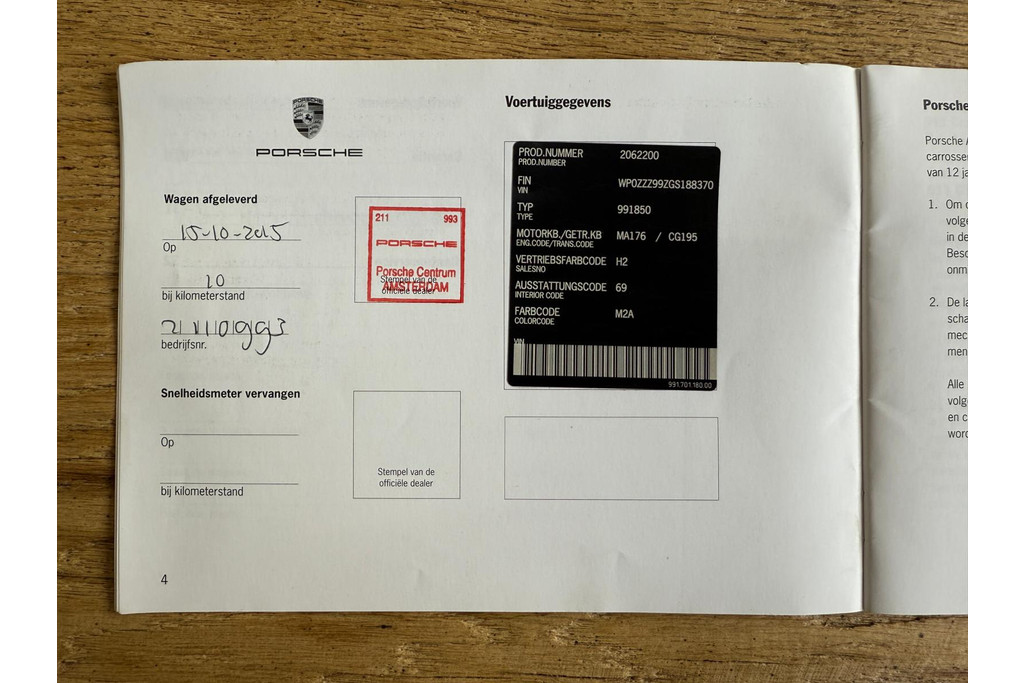 PORSCHE
PORSCHE
Wagen afgeleverd
15-10-2015
Op
20
bij kilometerstand
bedrijfsnr.
211 993
PORSCHE
Porsche Centrum
AMSTERDAM
Stempel van de
officiële dealer
Snelheidsmeter vervangen
Op
bij kilometerstand
Stempel van de
officiële dealer
4
Voertuiggegevens
PROD.NUMMER 2062200
PROD.NUMBER
FIN WP0ZZZ99ZGS188370
VIN
TYP 991850
TYPE
MOTORKB./GETR.KB MA176 / CG195
ENG.CODE/TRANS.CODE
VERTRIEBSFARBCODE H2
SALESNO
AUSSTATTUNGSCODE 69
INTERIOR CODE
FARBCODE M2A
COLORCODE
VIN
991.701.160.00
Porsche
Porsche
carrosse
van 12 ja
1. Om
volge
in de
Besc
onm
2. De la
scha
mec
men
Alle
volg
en c
word